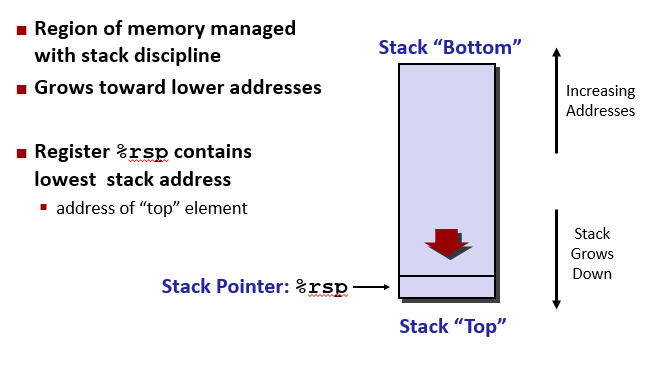 Region of memory managed
with stack discipline
Grows toward lower addresses
Register %rsp contains
lowest  stack address
address of “top” element
Stack Pointer: %rsp
Stack “Bottom”
Stack “Top”
Increasing
Addresses
Stack
Grows
Down